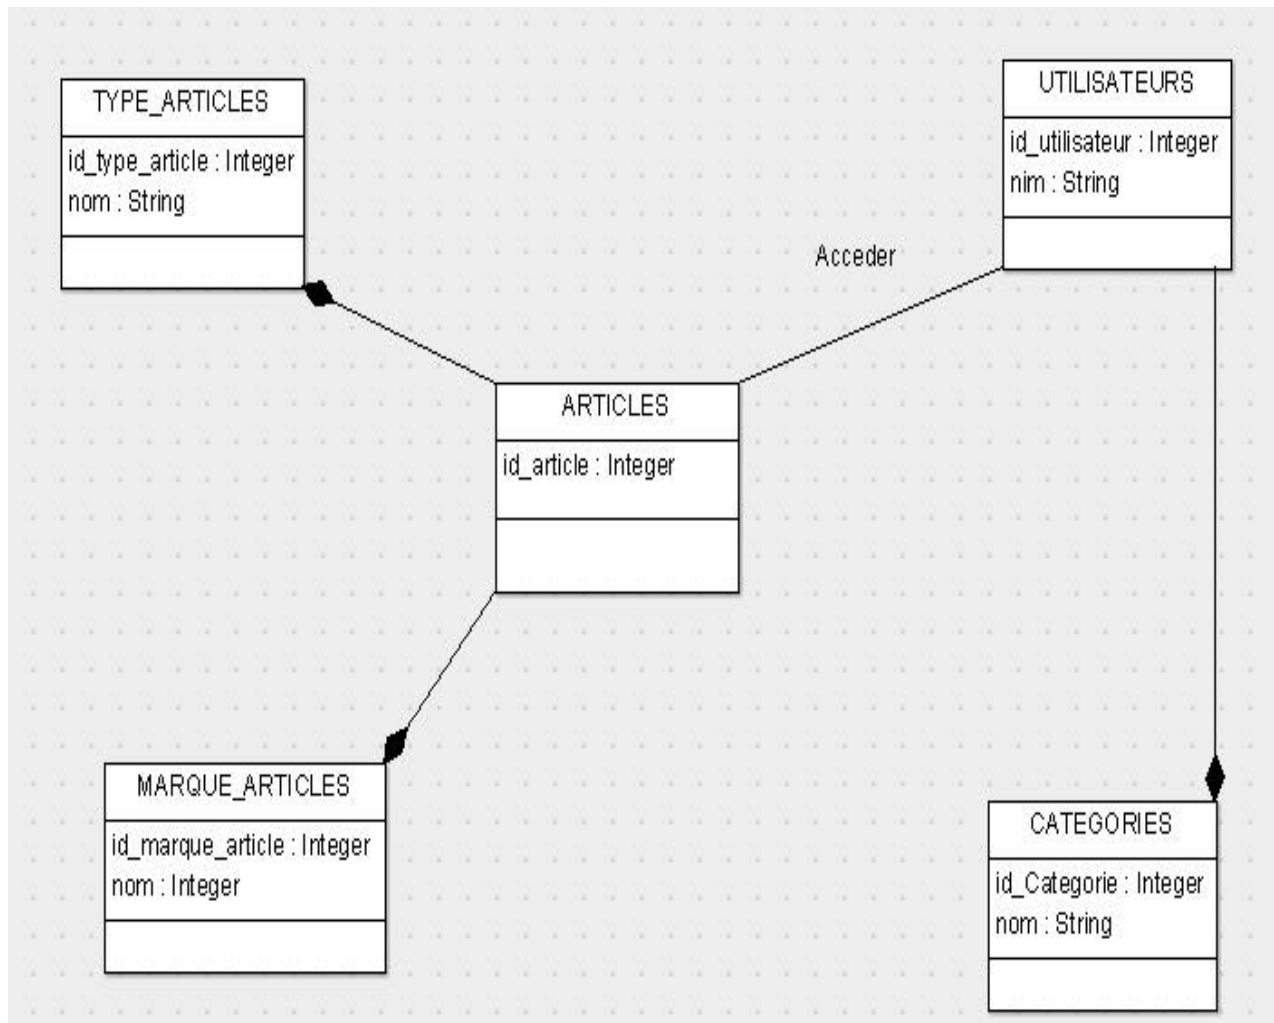 TYPE_ARTICLES
id_type_article : Integer
nom : String
UTILISATEURS
id_utilisateur : Integer
nim : String
Acceder
ARTICLES
id_article : Integer
MARQUE_ARTICLES
id_marque_article : Integer
nom : Integer
CATEGORIES
id_Categorie : Integer
nom : String